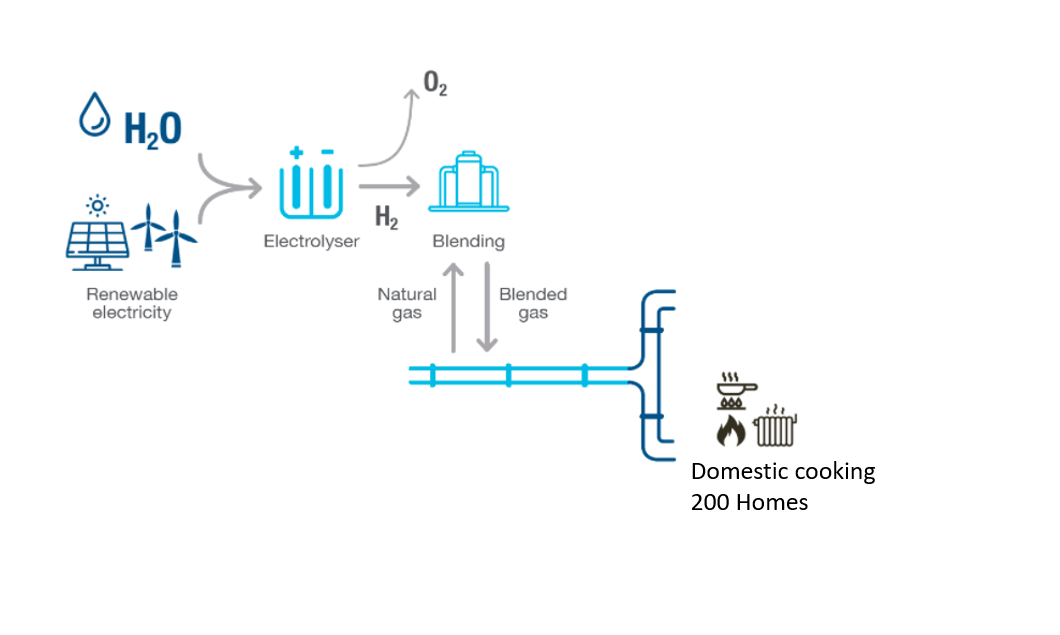 O₂
H₂O
+ -
H₂
Electrolyser
Blending
Renewable
electricity
Natural
gas
Blended
gas
Domestic cooking
200 Homes